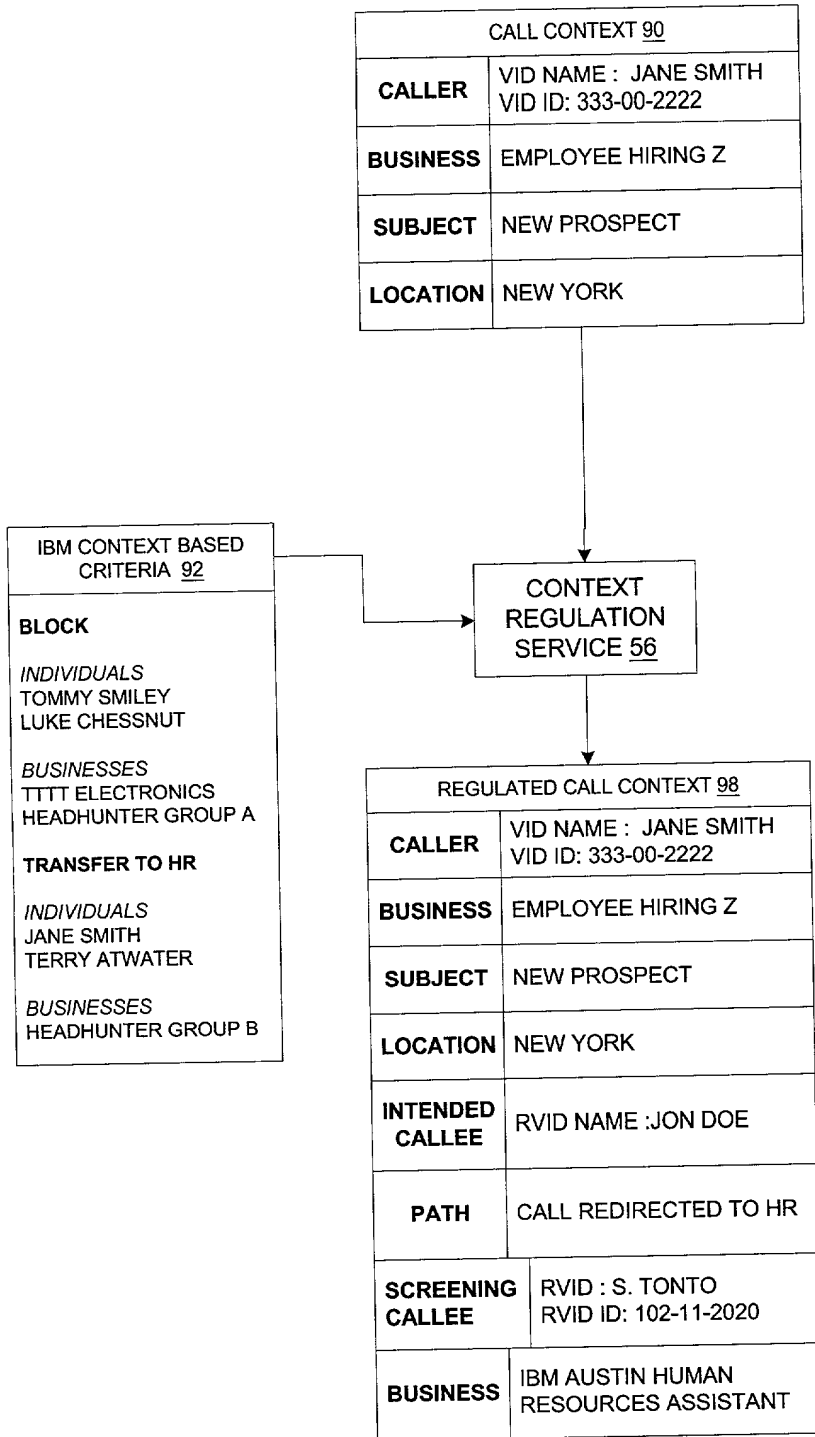 CALL CONTEXT 90
CALLER
VID NAME : JANE SMITH
VID ID: 333-00-2222
BUSINESS
EMPLOYEE HIRING Z
SUBJECT
NEW PROSPECT
LOCATION
NEW YORK
IBM CONTEXT BASED
CRITERIA 92
BLOCK
INDIVIDUALS
TOMMY SMILEY
LUKE CHESSNUT
BUSINESSES
TTTT ELECTRONICS
HEADHUNTER GROUP A
TRANSFER TO HR
INDIVIDUALS
JANE SMITH
TERRY ATWATER
BUSINESSES
HEADHUNTER GROUP B
CONTEXT
REGULATION
SERVICE 56
REGULATED CALL CONTEXT 98
CALLER
VID NAME : JANE SMITH
VID ID: 333-00-2222
BUSINESS
EMPLOYEE HIRING Z
SUBJECT
NEW PROSPECT
LOCATION
NEW YORK
INTENDED
CALLEE
RVID NAME :JON DOE
PATH
CALL REDIRECTED TO HR
SCREENING
CALLEE
RVID : S. TONTO
RVID ID: 102-11-2020
BUSINESS
IBM AUSTIN HUMAN
RESOURCES ASSISTANT